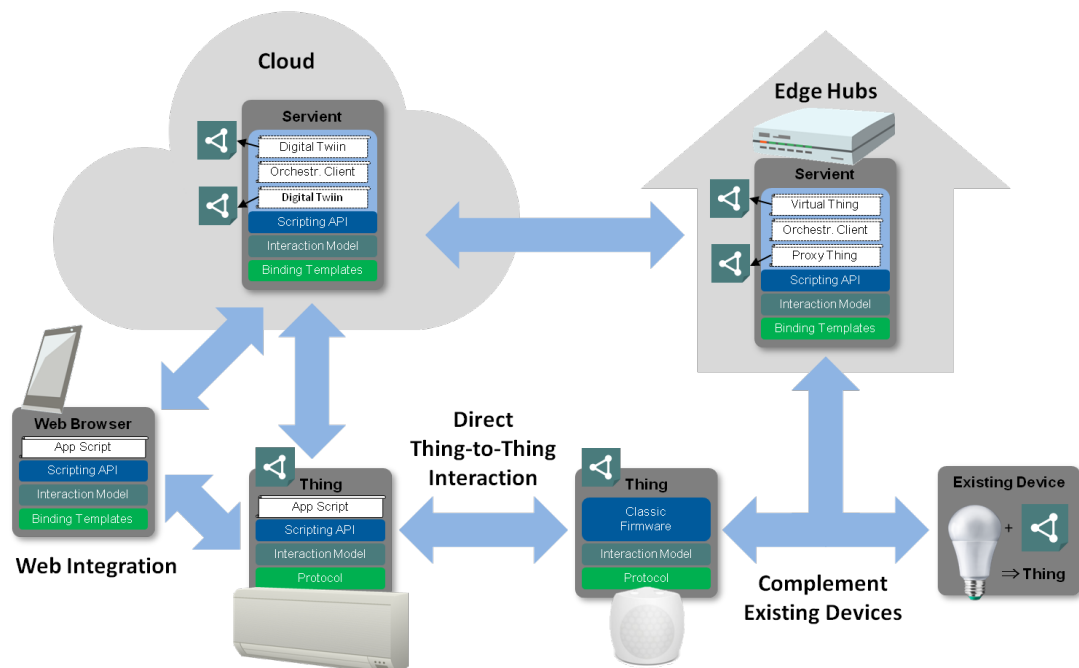 Cloud
Servient
Digital Twiin
Orchestr. Client
Digital Twiin
Scripting API
Interaction Model
Binding Templates
Edge Hubs
Servient
Virtual Thing
Orchestr. Client
Proxy Thing
Scripting API
Interaction Model
Binding Templates
Web Browser
App Script
Scripting API
Interaction Model
Binding Templates
Web Integration
Thing
App Script
Scripting API
Interaction Model
Protocol
Direct
Thing-to-Thing
Interaction
Thing
Classic
Firmware
Interaction Model
Protocol
Complement
Existing Devices
Existing Device
+
⇒ Thing